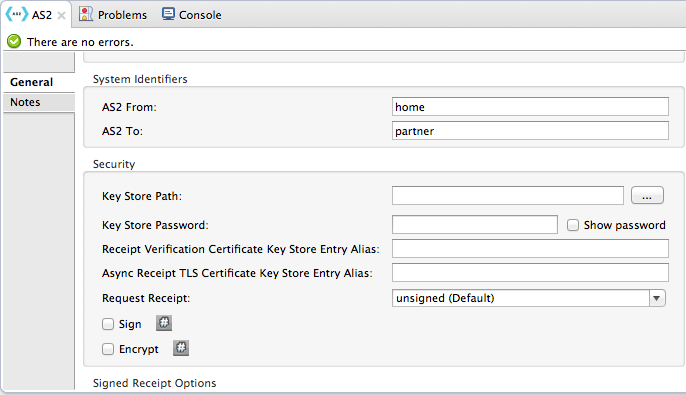 AS2 Problems Console
There are no errors.
General
Notes
System Identifiers
AS2 From: home
AS2 To: partner
Security
Key Store Path: ...
Key Store Password: Show password
Receipt Verification Certificate Key Store Entry Alias:
Async Receipt TLS Certificate Key Store Entry Alias:
Request Receipt: unsigned (Default)
Sign #
Encrypt #
Signed Receipt Options